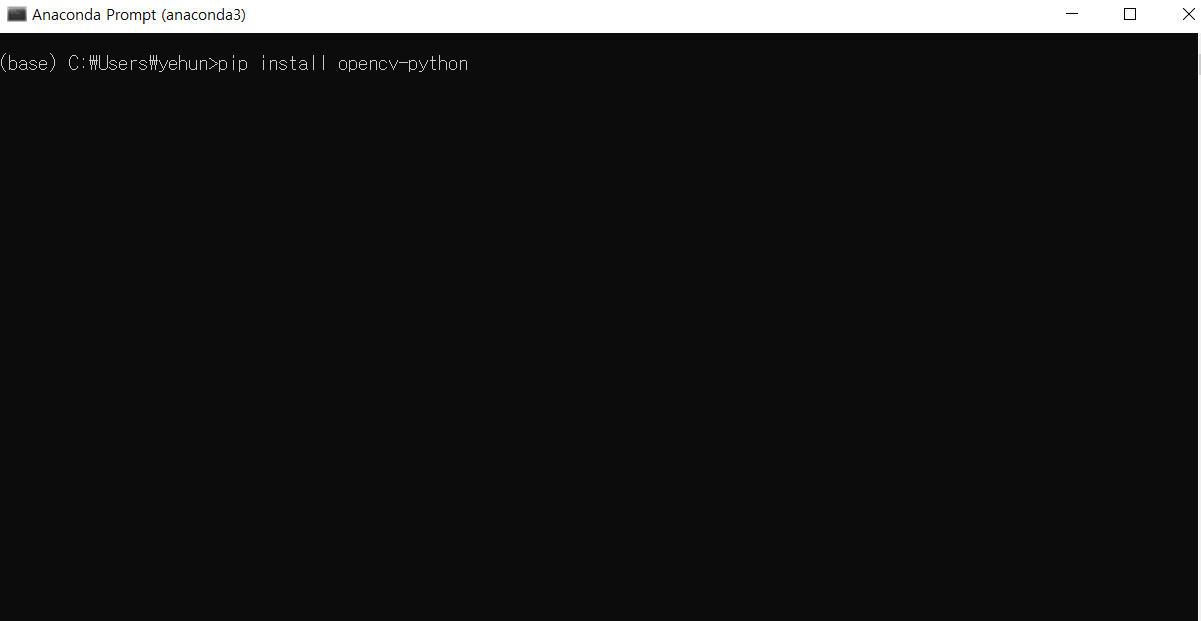 Anaconda Prompt (anaconda3)
(base) C:₩Users₩yehun>pip install opencv-python